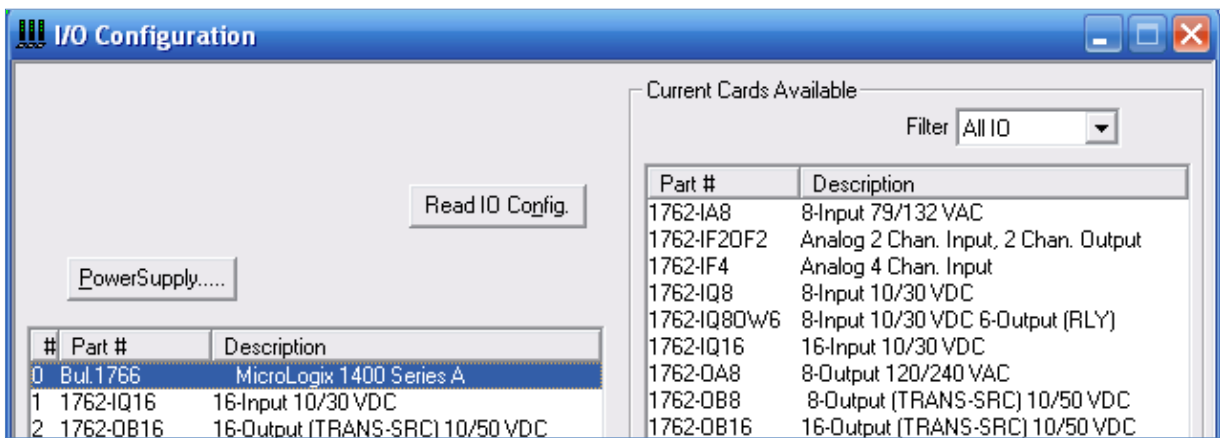 I/O Configuration
Current Cards Available
Filter All IO
Read IO Config.
PowerSupply.....
# Part # Description
0 Bul.1766 MicroLogix 1400 Series A
1 1762-IQ16 16-Input 10/30 VDC
2 1762-OB16 16-Output (TRANS-SRC) 10/50 VDC
Part # Description
1762-IA8 8-Input 79/132 VAC
1762-IF2OF2 Analog 2 Chan. Input, 2 Chan. Output
1762-IF4 Analog 4 Chan. Input
1762-IQ8 8-Input 10/30 VDC
1762-IQ8OW6 8-Input 10/30 VDC 6-Output (RLY)
1762-IQ16 16-Input 10/30 VDC
1762-OA8 8-Output 120/240 VAC
1762-OB8 8-Output (TRANS-SRC) 10/50 VDC
1762-OB16 16-Output (TRANS-SRC) 10/50 VDC